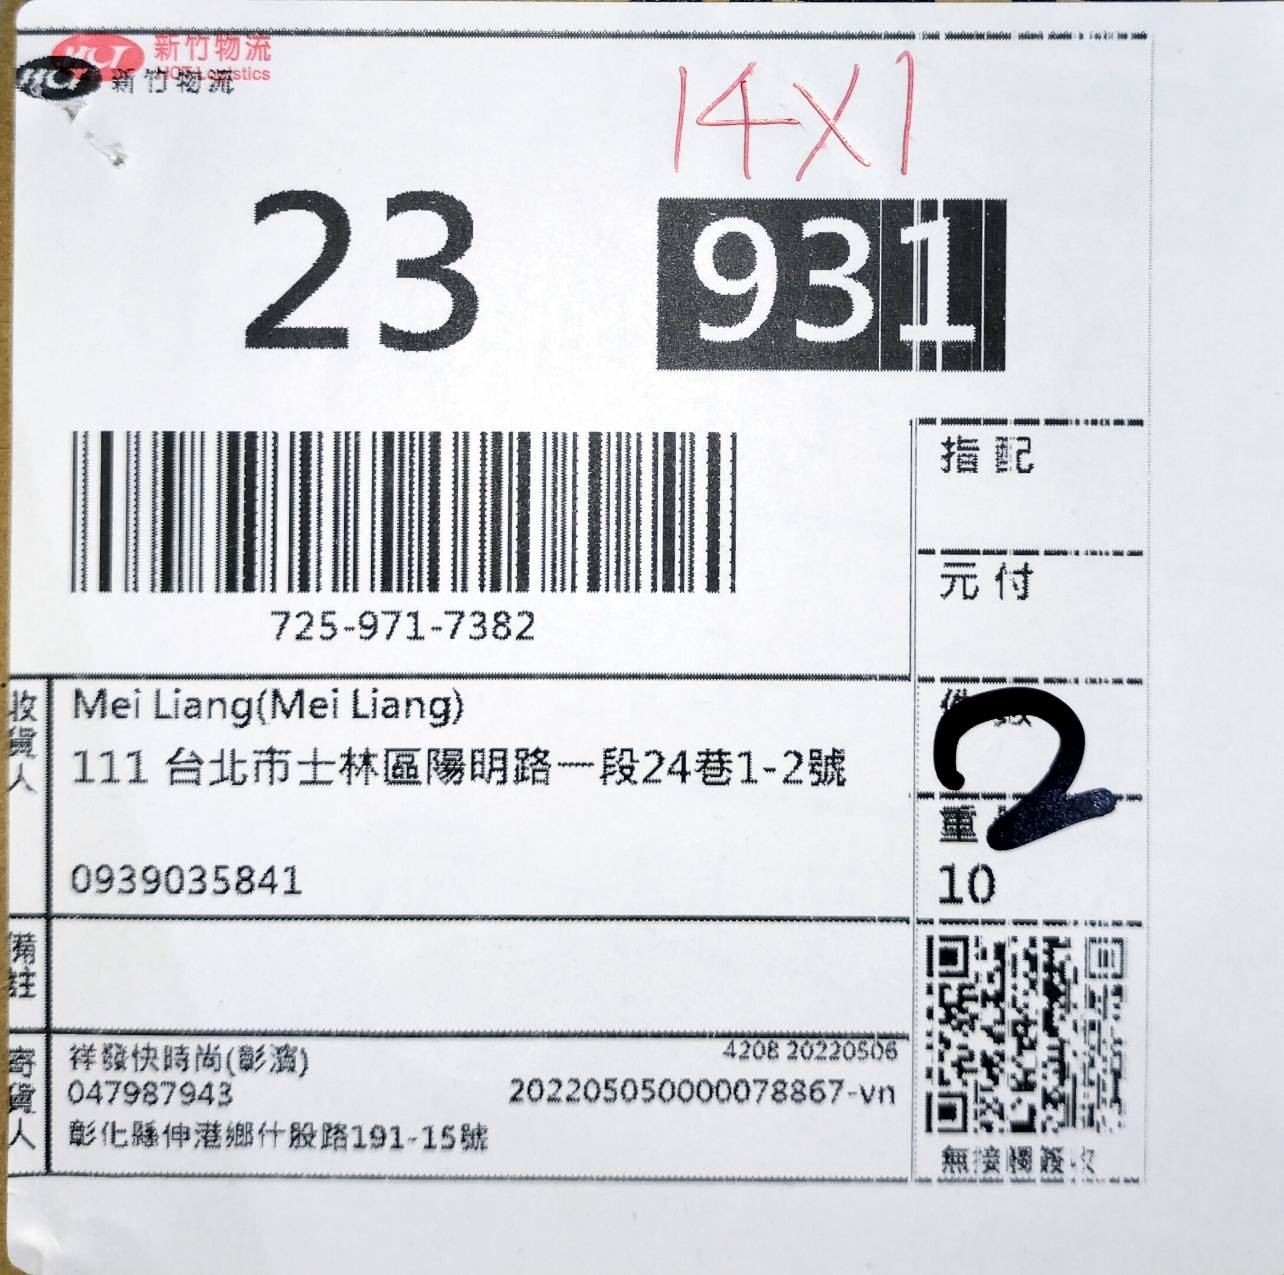 新竹物流
HCT Logistics
新竹物流
14X1
23 931
725-971-7382
指配
元付
收貨人
Mei Liang(Mei Liang)
111 台北市士林區陽明路一段24巷1-2號
0939035841
2
重
10
備註
寄貨人
祥發快時尚(彰濱)
4208 20220506
047987943
202205050000078867-vn
彰化縣伸港鄉什股路191-15號
無接觸簽收